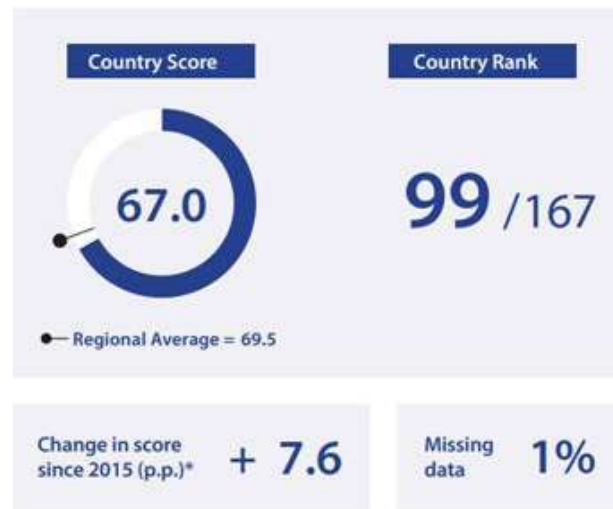 Country Score
Country Rank
67.0
99 /167
Regional Average = 69.5
Change in score
since 2015 (p.p.)*
+ 7.6
Missing
data
1%